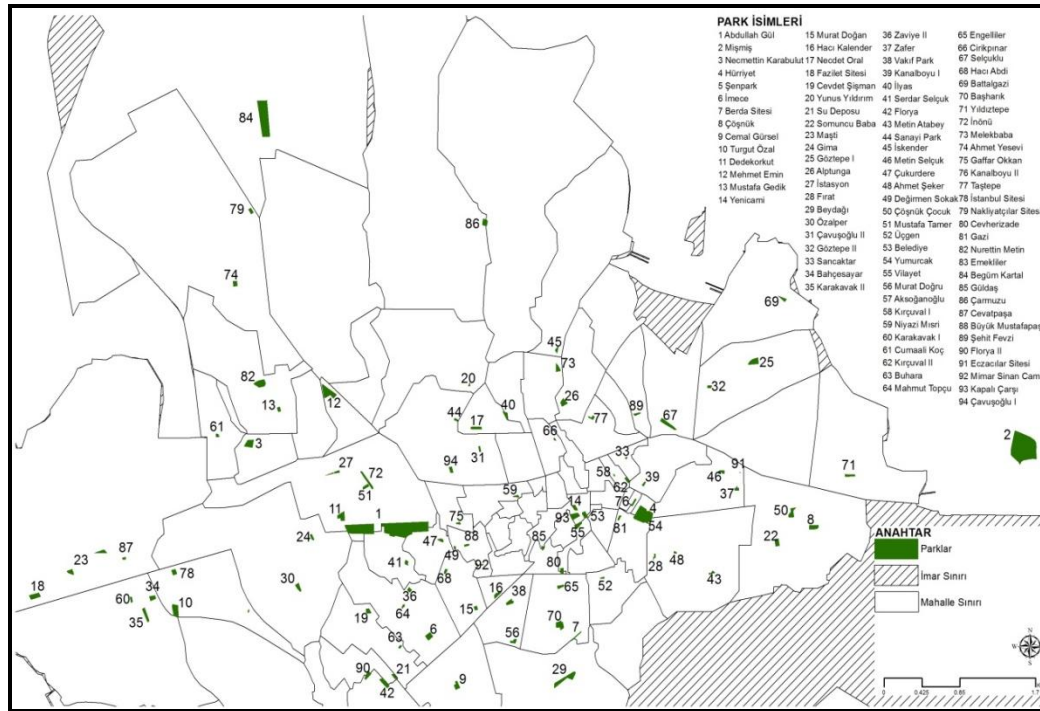 PARK İSİMLERİ
1 Abdullah Gül
2 Mişmiş
3 Necmettin Karabulut
4 Hürriyet
5 Şenpark
6 İmece
7 Berda Sitesi
8 Çöşnük
9 Cemal Gürsel
10 Turgut Özal
11 Dedekorkut
12 Mehmet Emin
13 Mustafa Gedik
14 Yenicami
15 Murat Doğan
16 Hacı Kalender
17 Necdet Oral
18 Fazilet Sitesi
19 Cevdet Şişman
20 Yunus Yıldırım
21 Su Deposu
22 Somuncu Baba
23 Maşti
24 Gima
25 Göztepe I
26 Alptunga
27 İstasyon
28 Fırat
29 Beydağı
30 Özalper
31 Çavuşoğlu II
32 Göztepe II
33 Sancaktar
34 Bahçesayar
35 Karakavak II
36 Zaviye II
37 Zafer
38 Vakıf Park
39 Kanalboyu I
40 İlyas
41 Serdar Selçuk
42 Florya
43 Metin Atabey
44 Sanayi Park
45 İskender
46 Metin Selçuk
47 Çukurdere
48 Ahmet Şeker
49 Değirmen Sokak
50 Çöşnük Çocuk
51 Mustafa Tamer
52 Üçgen
53 Belediye
54 Yumurcak
55 Vilayet
56 Murat Doğru
57 Aksoğanoğlu
58 Kırçuval I
59 Niyazi Mısri
60 Karakavak I
61 Cumaali Koç
62 Kırçuval II
63 Buhara
64 Mahmut Topçu
65 Engelliler
66 Cirikpınar
67 Selçuklu
68 Hacı Abdi
69 Battalgazi
70 Başharık
71 Yıldıztepe
72 İnönü
73 Melekbaba
74 Ahmet Yesevi
75 Gaffar Okkan
76 Kanalboyu II
77 Taştepe
78 İstanbul Sitesi
79 Nakliyatçılar Sitesi
80 Cevherizade
81 Gazi
82 Nurettin Metin
83 Emekliler
84 Begüm Kartal
85 Güldaş
86 Çarmuzu
87 Cevatpaşa
88 Büyük Mustafapaşa
89 Şehit Fevzi
90 Florya II
91 Eczacılar Sitesi
92 Mimar Sinan Cami
93 Kapalı Çarşı
94 Çavuşoğlu I
84
79
86
74
69
45
73
25
82
20
32
12
13
26
40
44
17
77
89
67
61
3
66
2
31
33
94
27
72
58
39
46
91
71
51
62
37
59
76
11
1
75
14
4
50
93
53
81
54
8
24
47
88
85
55
22
87
49
41
92
28
48
23
68
80
43
78
30
65
52
18
34
36
16
38
60
10
64
15
35
19
70
63
6
56
7
90
21
29
42
9
ANAHTAR
Parklar
İmar Sınırı
Mahalle Sınırı
N
W
E
S
0
0.425
0.85
1.7